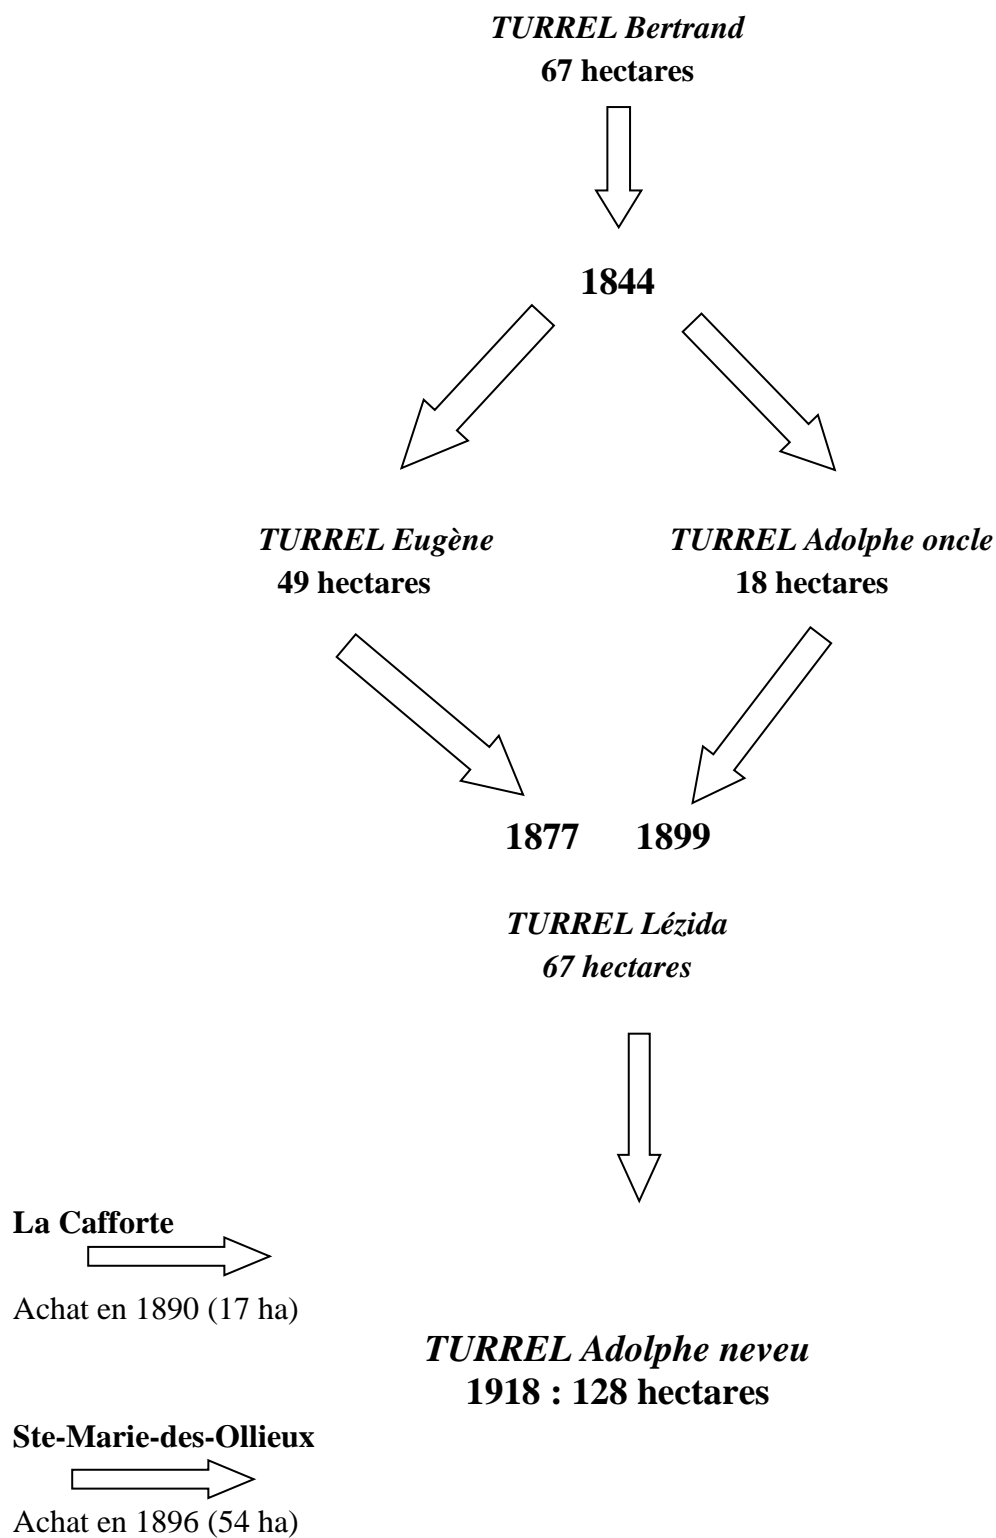 TURREL Bertrand
67 hectares
1844
TURREL Eugène
49 hectares
TURREL Adolphe oncle
18 hectares
1877
1899
TURREL Lézida
67 hectares
La Cafforte
Achat en 1890 (17 ha)
TURREL Adolphe neveu
1918 : 128 hectares
Ste-Marie-des-Ollieux
Achat en 1896 (54 ha)